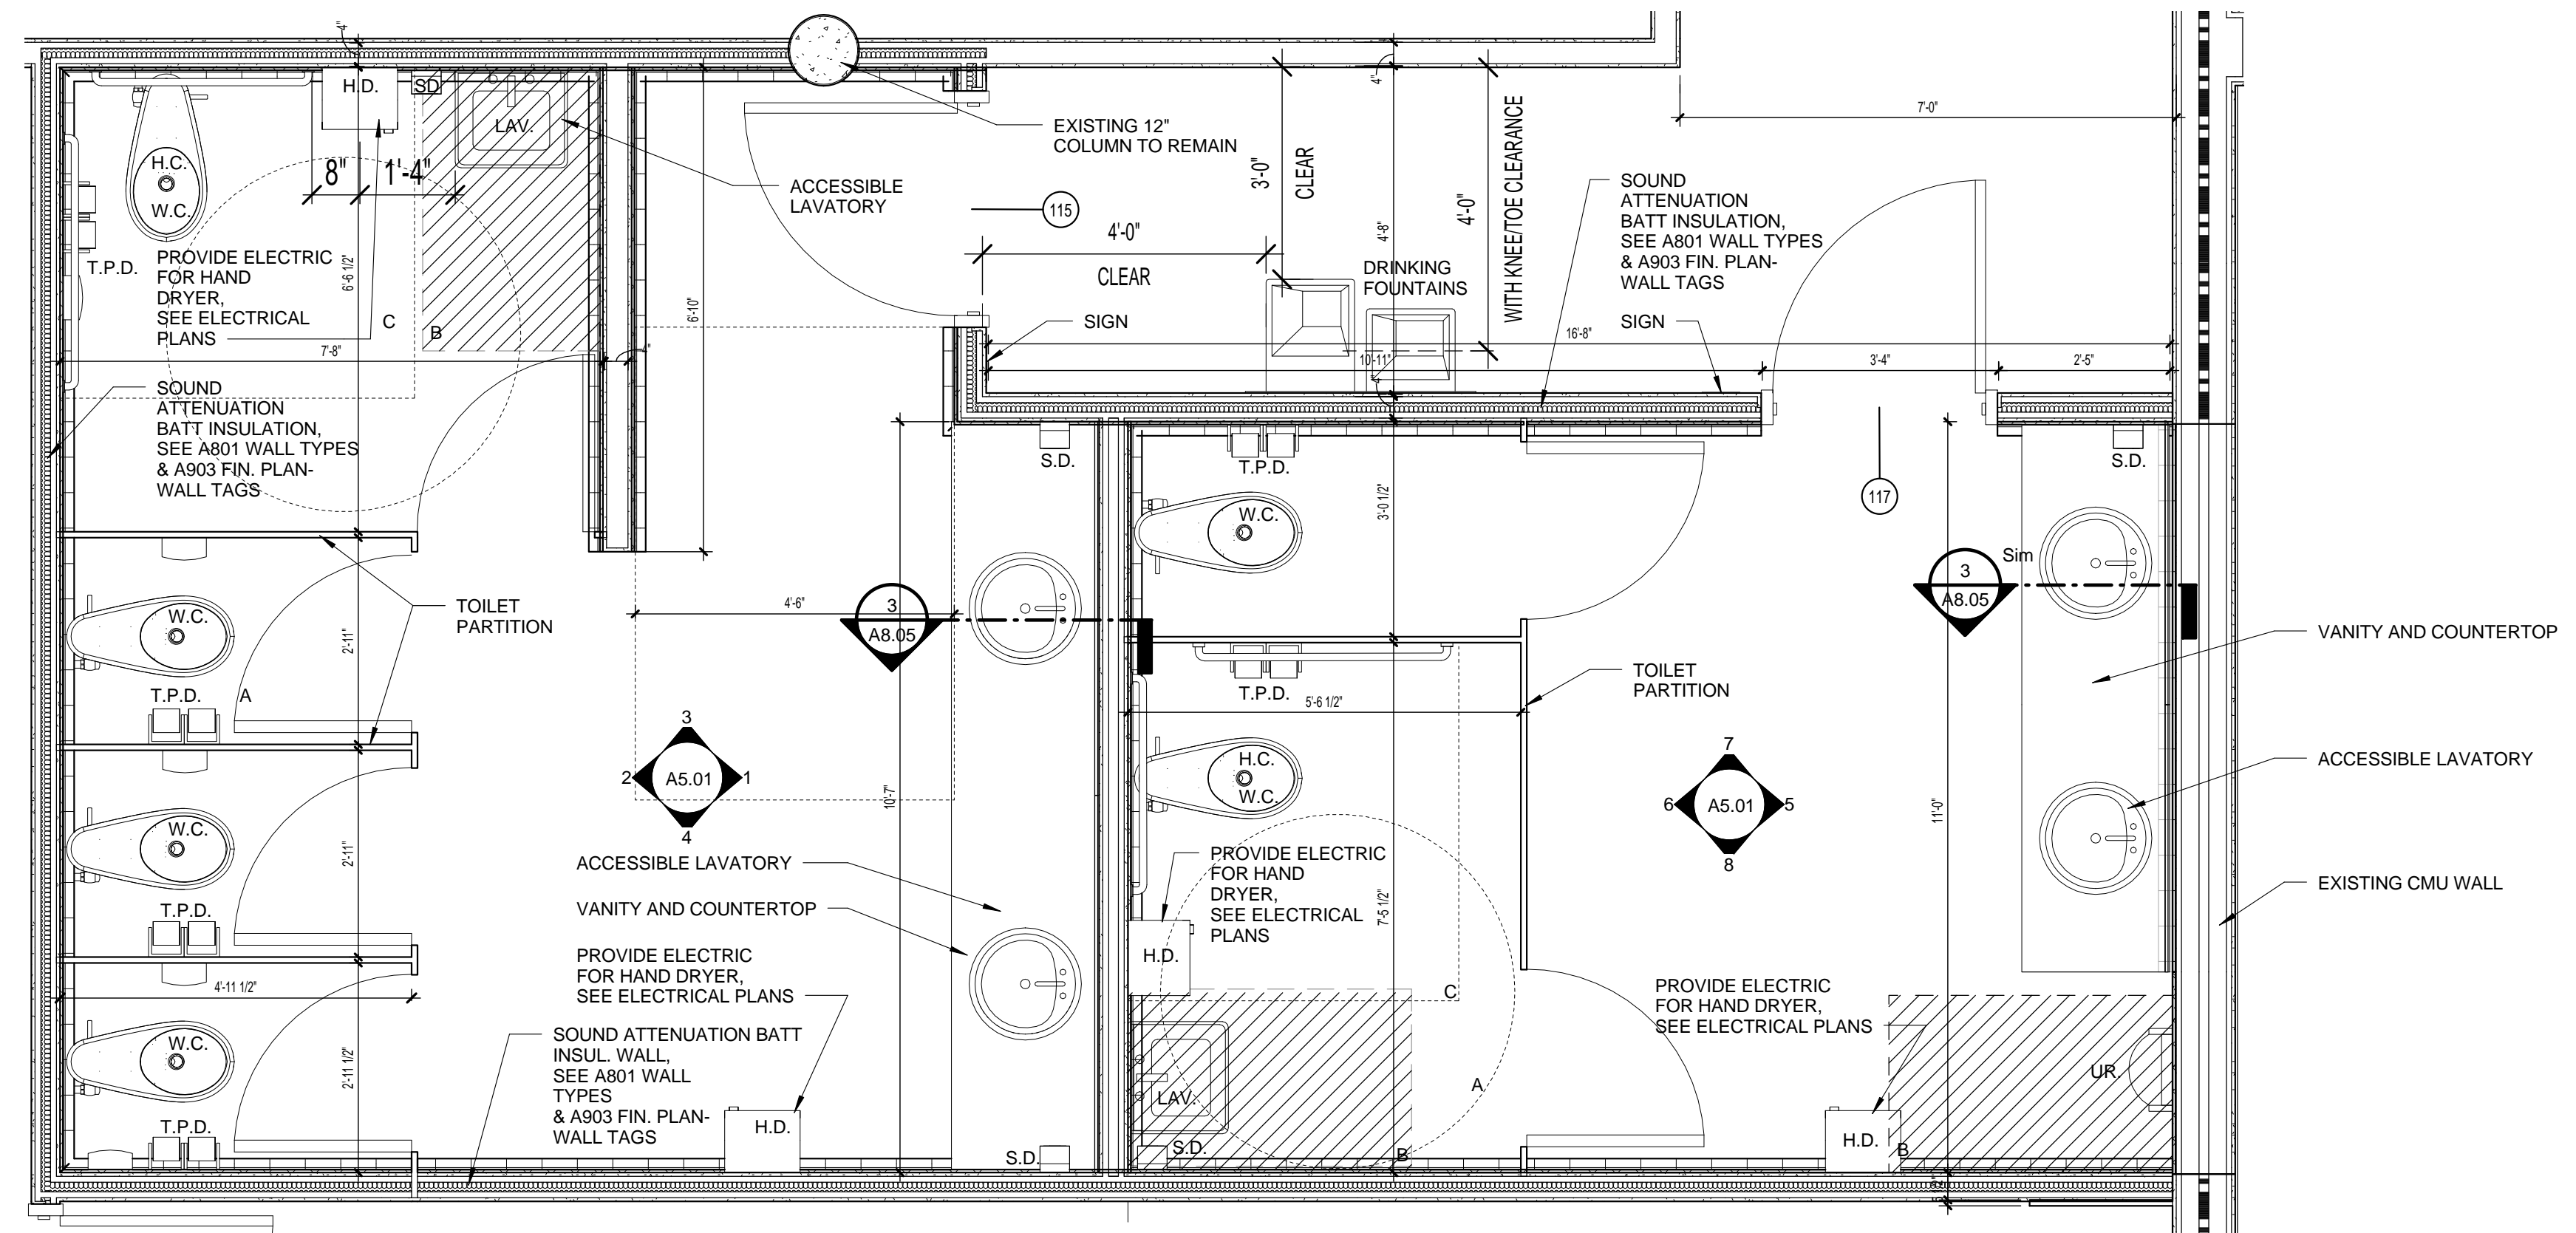 4"
H.D.
SD
LAV.
H.C.
W.C.
8"
1'-4"
T.P.D.
PROVIDE ELECTRIC
FOR HAND
DRYER,
SEE ELECTRICAL
PLANS
6'-6 1/2"
C
B
7'-8"
4"
SOUND
ATTENUATION
BATT INSULATION,
SEE A801 WALL TYPES
& A903 FIN. PLAN-
WALL TAGS
6'-10"
EXISTING 12"
COLUMN TO REMAIN
ACCESSIBLE
LAVATORY
115
4'-0"
CLEAR
3'-0"
CLEAR
4"
4'-8"
4'-0"
WITH KNEE/TOE CLEARANCE
DRINKING
FOUNTAINS
SIGN
7'-0"
SOUND
ATTENUATION
BATT INSULATION,
SEE A801 WALL TYPES
& A903 FIN. PLAN-
WALL TAGS
SIGN
16'-8"
10'-11"
3'-4"
2'-5"
4"
S.D.
T.P.D.
W.C.
3'-0 1/2"
117
S.D.
3
A8.05
Sim
TOILET
PARTITION
W.C.
2'-11"
T.P.D.
A
W.C.
2'-11"
T.P.D.
4'-11 1/2"
W.C.
2'-11 1/2"
T.P.D.
4'-6"
3
A8.05
3
2
A5.01
1
4
10'-7"
ACCESSIBLE LAVATORY
VANITY AND COUNTERTOP
PROVIDE ELECTRIC
FOR HAND DRYER,
SEE ELECTRICAL PLANS
SOUND ATTENUATION BATT
INSUL. WALL,
SEE A801 WALL
TYPES
& A903 FIN. PLAN-
WALL TAGS
H.D.
S.D.
T.P.D.
5'-6 1/2"
TOILET
PARTITION
H.C.
W.C.
PROVIDE ELECTRIC
FOR HAND
DRYER,
SEE ELECTRICAL
PLANS
7'-5 1/2"
H.D.
C
A
LAV.
S.D.
B
7
6
A5.01
5
8
11'-0"
PROVIDE ELECTRIC
FOR HAND DRYER,
SEE ELECTRICAL PLANS
H.D.
B
UR.
VANITY AND COUNTERTOP
ACCESSIBLE LAVATORY
EXISTING CMU WALL